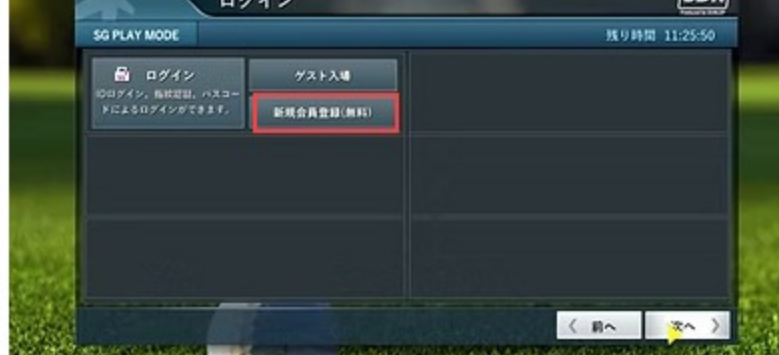 ログイン
SG PLAY MODE
残り時間 11:25:50
ログイン
IDログイン、指紋認証、パスコー
ドによるログインができます。
ゲスト入場
新規会員登録(無料)
《 前へ
次へ 》